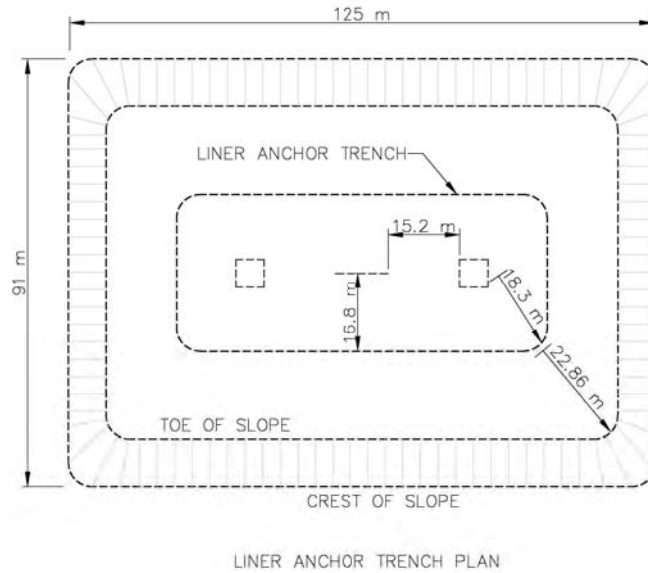 125 m
LINER ANCHOR TRENCH
15.2 m
91 m
16.8 m
18.3 m
22.86 m
TOE OF SLOPE
CREST OF SLOPE
LINER ANCHOR TRENCH PLAN